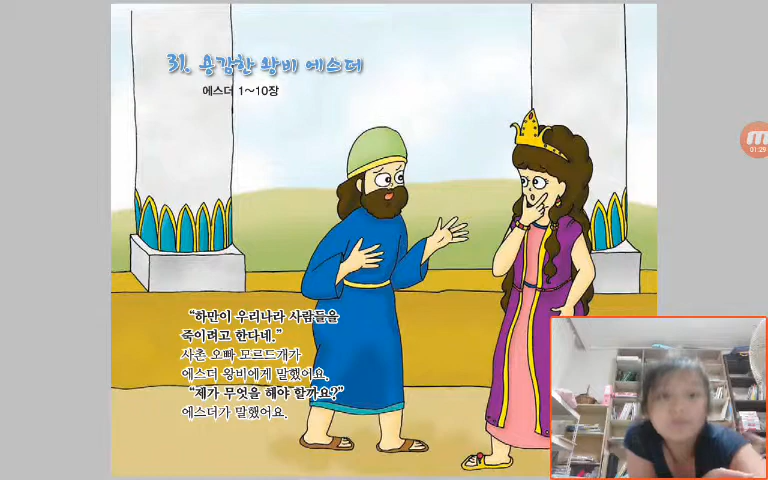 31. 용감한 왕비 에스더
에스더 1~10장
"하만이 우리나라 사람들을
죽이려고 한다네."
사촌 오빠 모르드개가
에스더 왕비에게 말했어요.
"제가 무엇을 해야 할까요?"
에스더가 말했어요.
01:29